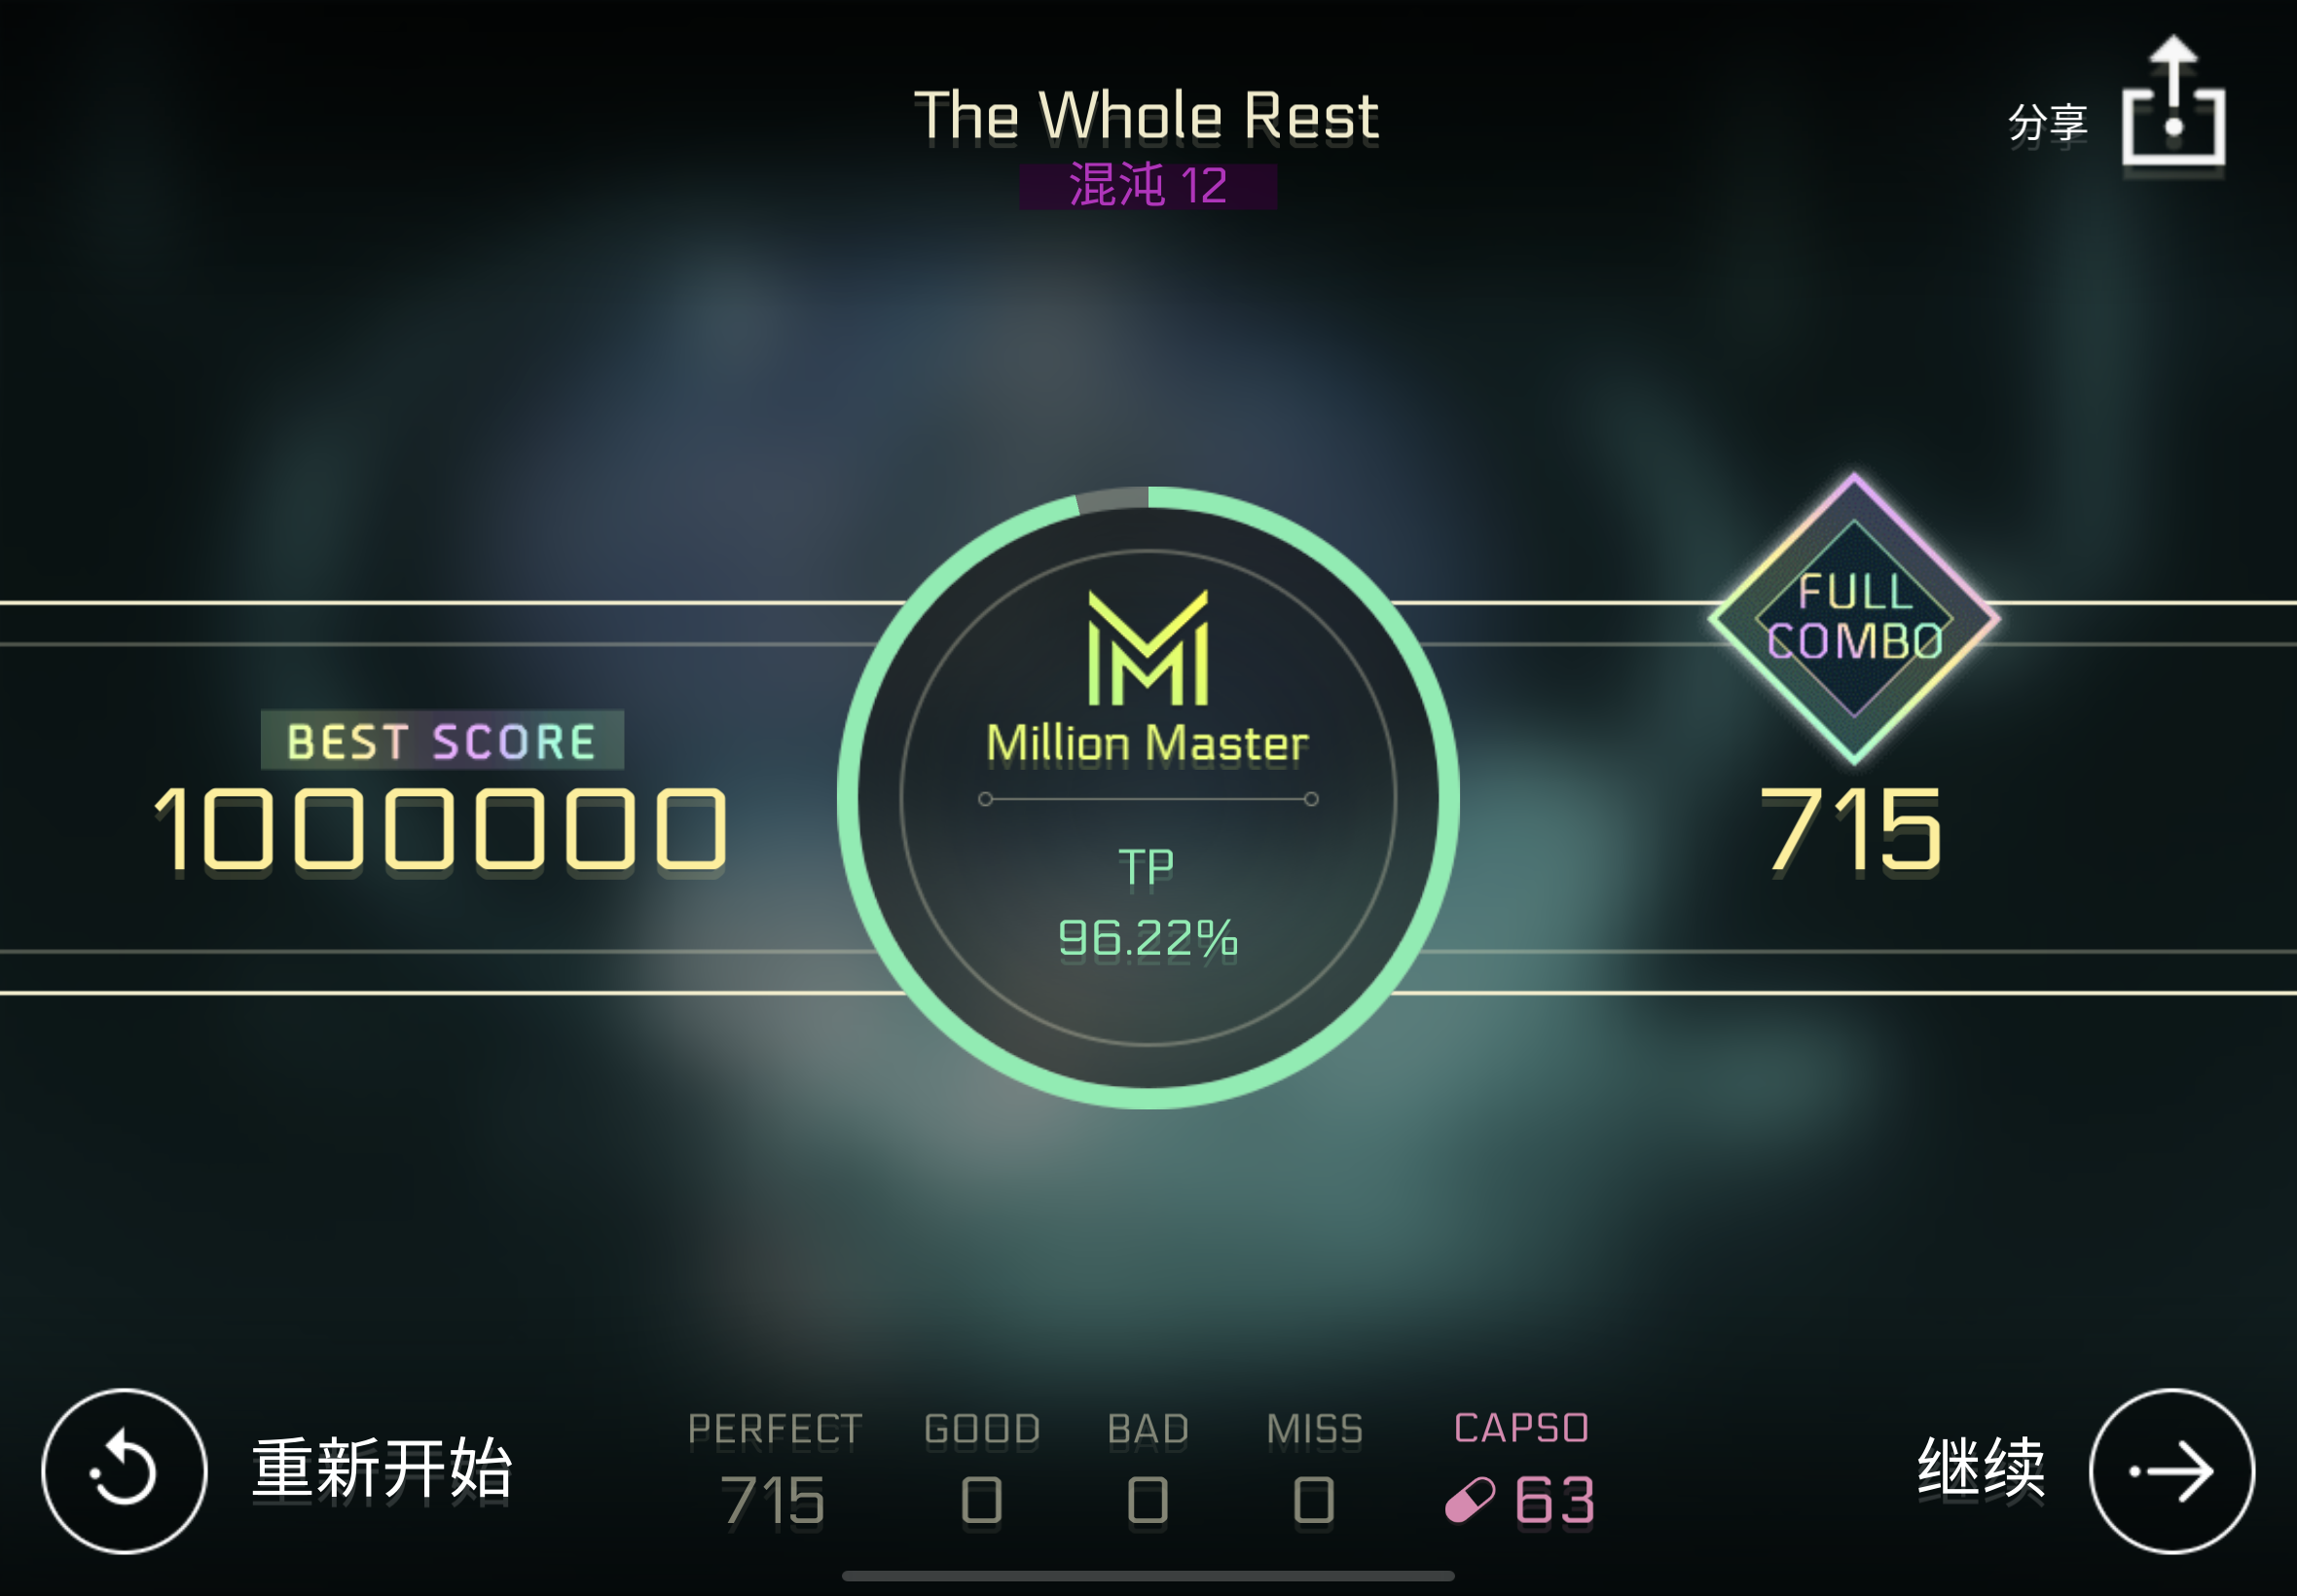 The Whole Rest
混沌 12
分享
FULL
COMBO
715
BEST SCORE
1000000
Million Master
TP
96.22%
重新开始
PERFECT GOOD BAD MISS CAPSO
715 0 0 0 63
继续